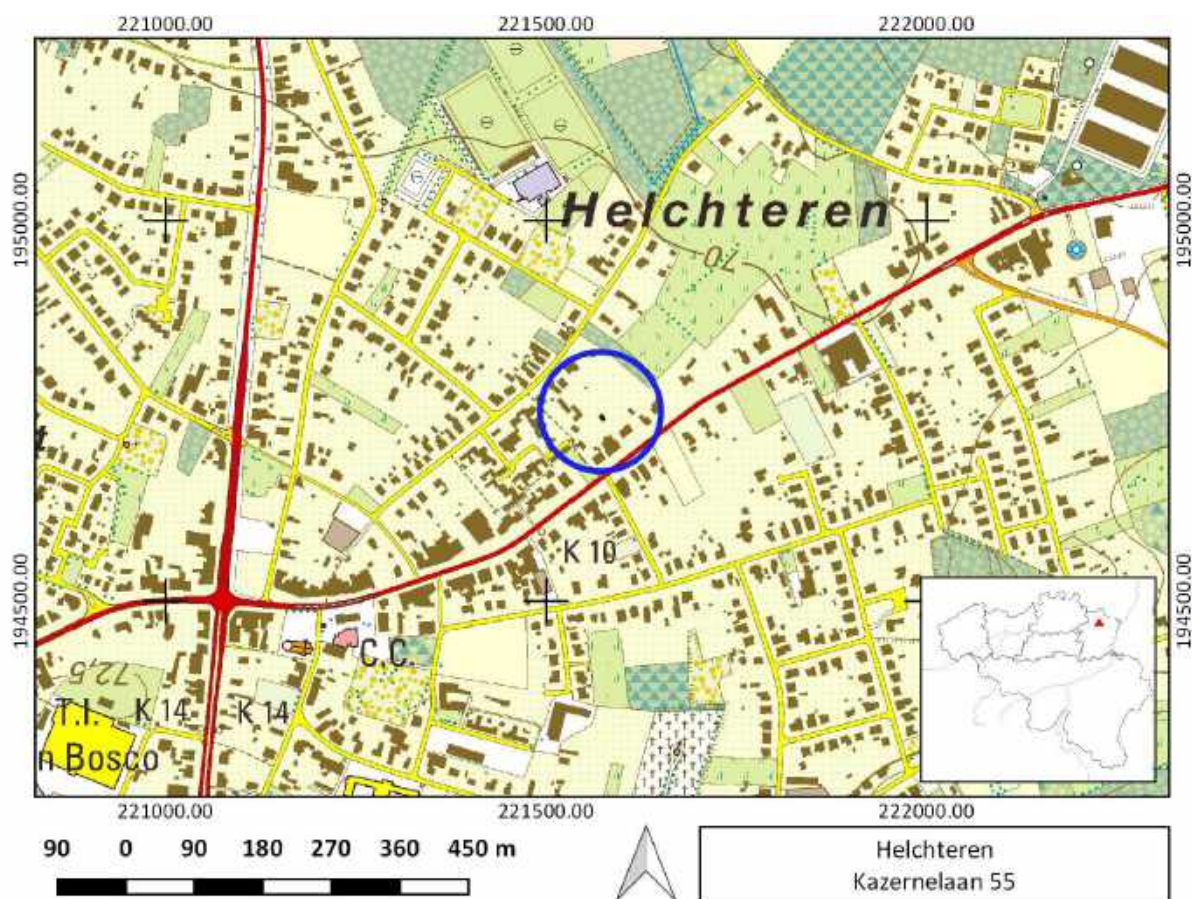 221000.00 221500.00 222000.00
195000.00 195000.00
Helchteren
70
194500.00 194500.00
K 10
C.C.
72,5
T.I. K 14 K 14
n Bosco
221000.00 221500.00 222000.00
90 0 90 180 270 360 450 m
Helchteren
Kazernelaan 55